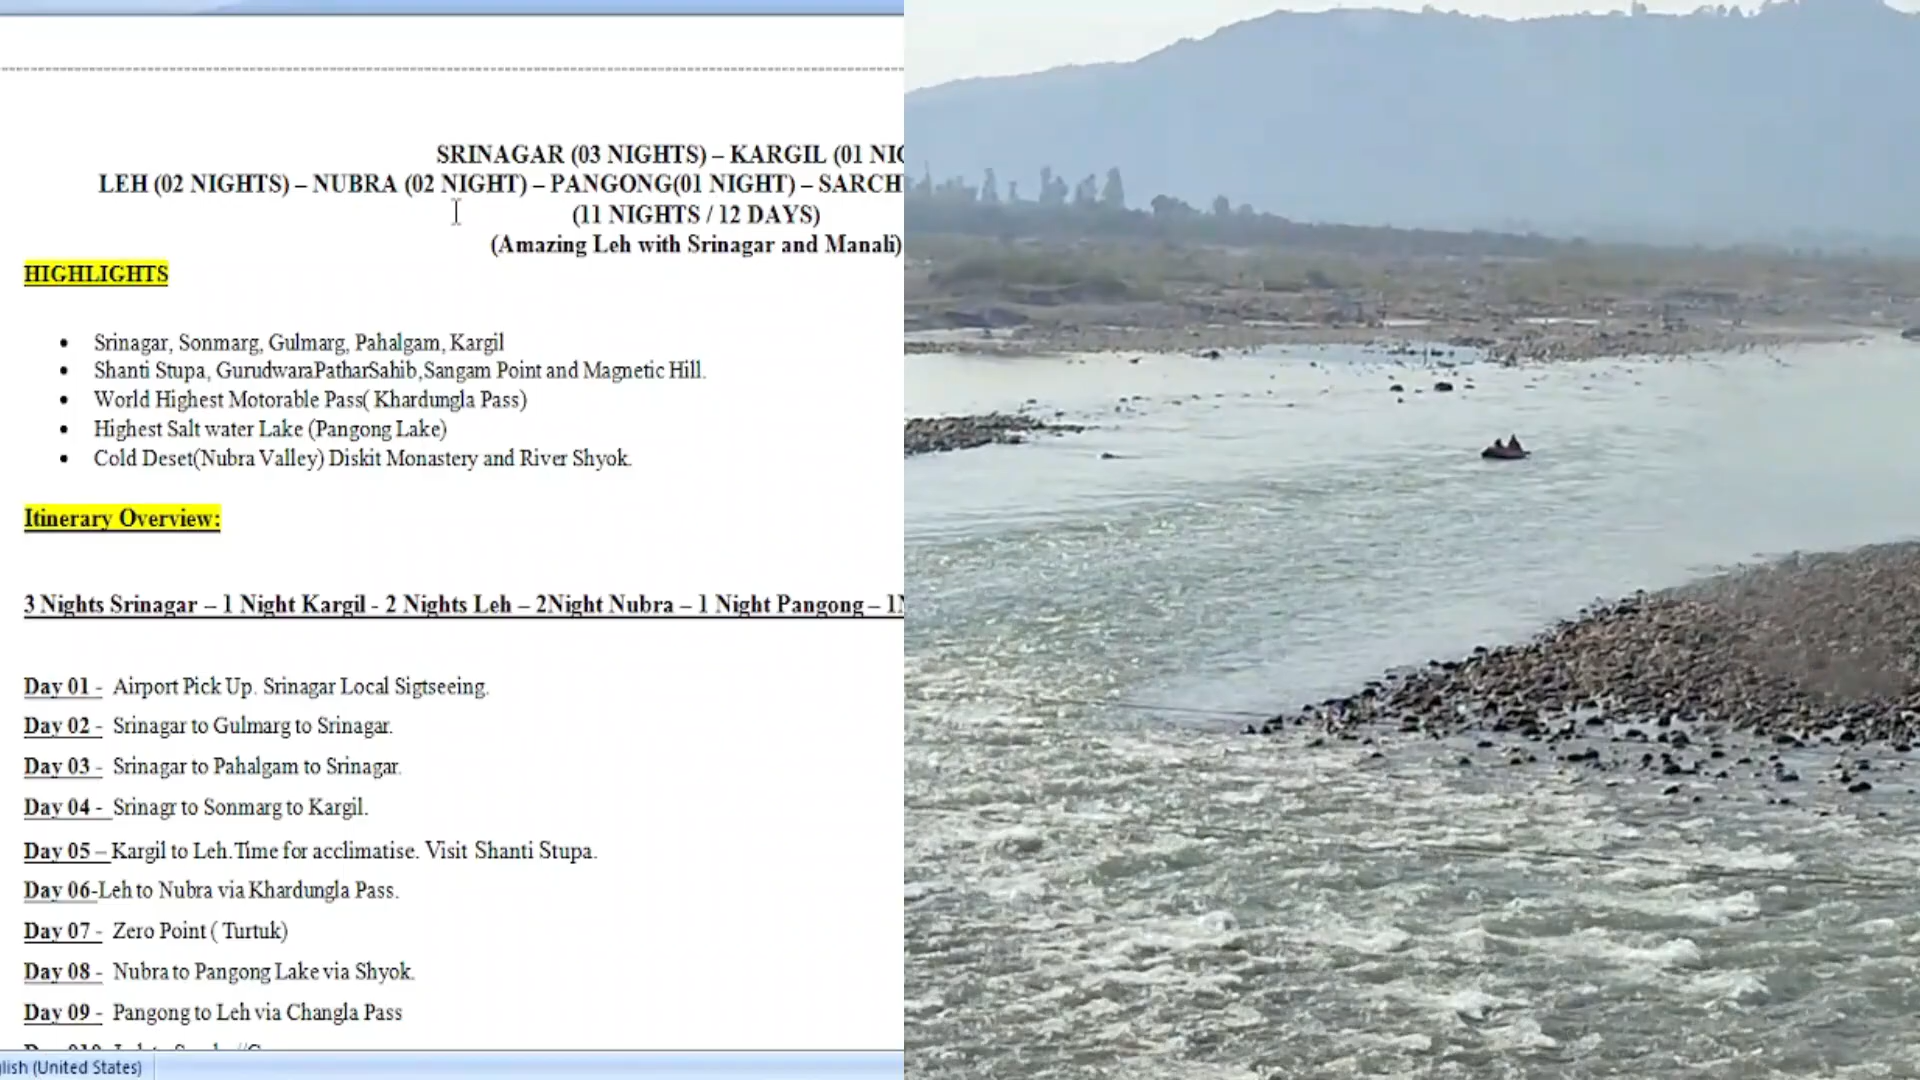 SRINAGAR (03 NIGHTS) – KARGIL (01
LEH (02 NIGHTS) – NUBRA (02 NIGHT) – PANGONG(01 NIGHT) –
(11 NIGHTS / 12 DAYS)
(Amazing Leh with Srinagar and Manali)
HIGHLIGHTS
• Srinagar, Sonmarg, Gulmarg, Pahalgam, Kargil
• Shanti Stupa, GurudwaraPatharSahib,Sangam Point and Magnetic Hill.
• World Highest Motorable Pass( Khardungla Pass)
• Highest Salt water Lake (Pangong Lake)
• Cold Deset(Nubra Valley) Diskit Monastery and River Shyok.
Itinerary Overview:
3 Nights Srinagar – 1 Night Kargil - 2 Nights Leh – 2Night Nubra – 1 Night Pangong –
Day 01 - Airport Pick Up. Srinagar Local Sigtseeing.
Day 02 - Srinagar to Gulmarg to Srinagar.
Day 03 - Srinagar to Pahalgam to Srinagar.
Day 04 - Srinagr to Sonmarg to Kargil.
Day 05 – Kargil to Leh.Time for acclimatise. Visit Shanti Stupa.
Day 06-Leh to Nubra via Khardungla Pass.
Day 07 - Zero Point ( Turtuk)
Day 08 - Nubra to Pangong Lake via Shyok.
Day 09 - Pangong to Leh via Changla Pass
(United States)